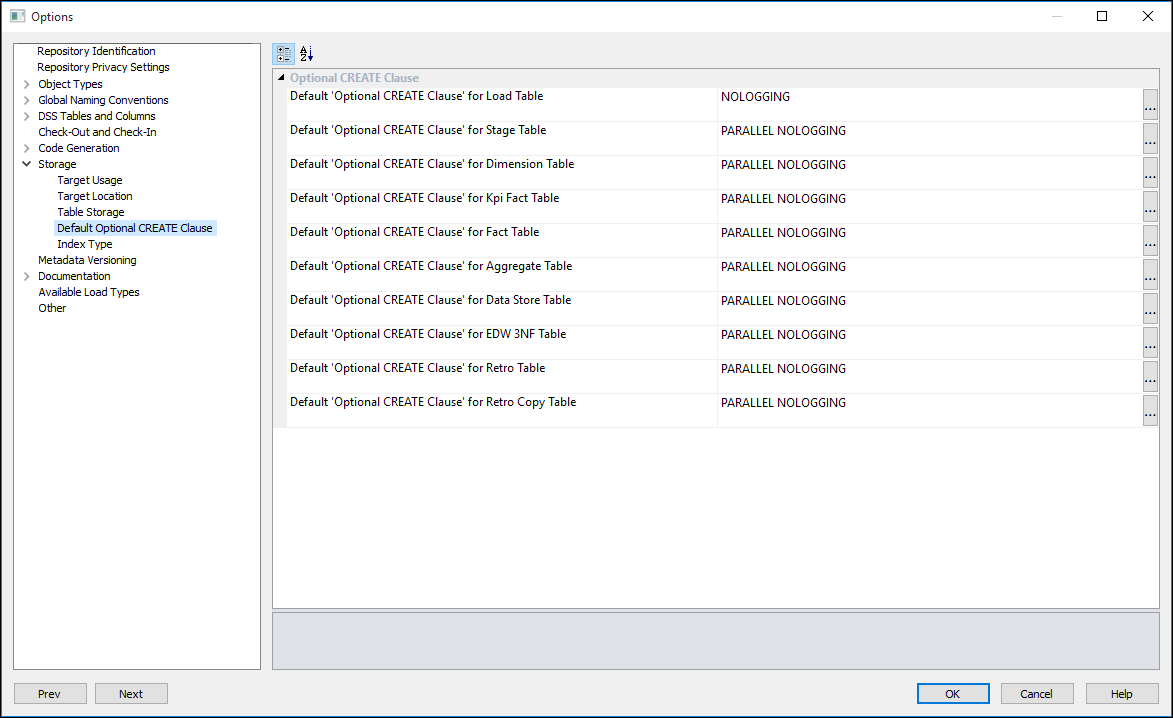 Options
Repository Identification
Repository Privacy Settings
Object Types
Global Naming Conventions
DSS Tables and Columns
Check-Out and Check-In
Code Generation
Storage
Target Usage
Target Location
Table Storage
Default Optional CREATE Clause
Index Type
Metadata Versioning
Documentation
Available Load Types
Other
A
Z
Optional CREATE Clause
Default 'Optional CREATE Clause' for Load Table NOLOGGING ...
Default 'Optional CREATE Clause' for Stage Table PARALLEL NOLOGGING ...
Default 'Optional CREATE Clause' for Dimension Table PARALLEL NOLOGGING ...
Default 'Optional CREATE Clause' for Kpi Fact Table PARALLEL NOLOGGING ...
Default 'Optional CREATE Clause' for Fact Table PARALLEL NOLOGGING ...
Default 'Optional CREATE Clause' for Aggregate Table PARALLEL NOLOGGING ...
Default 'Optional CREATE Clause' for Data Store Table PARALLEL NOLOGGING ...
Default 'Optional CREATE Clause' for EDW 3NF Table PARALLEL NOLOGGING ...
Default 'Optional CREATE Clause' for Retro Table PARALLEL NOLOGGING ...
Default 'Optional CREATE Clause' for Retro Copy Table PARALLEL NOLOGGING ...
Prev Next OK Cancel Help